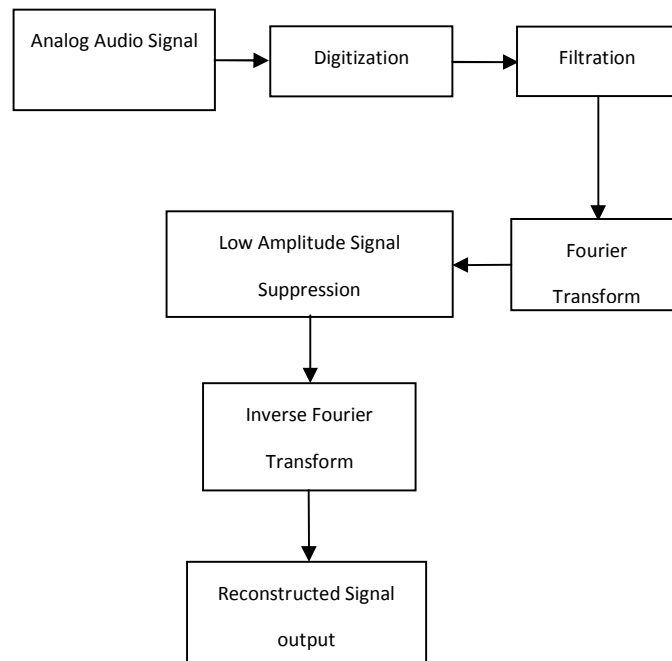 Analog Audio Signal
Digitization
Filtration
Fourier
Transform
Low Amplitude Signal
Suppression
Inverse Fourier
Transform
Reconstructed Signal
output